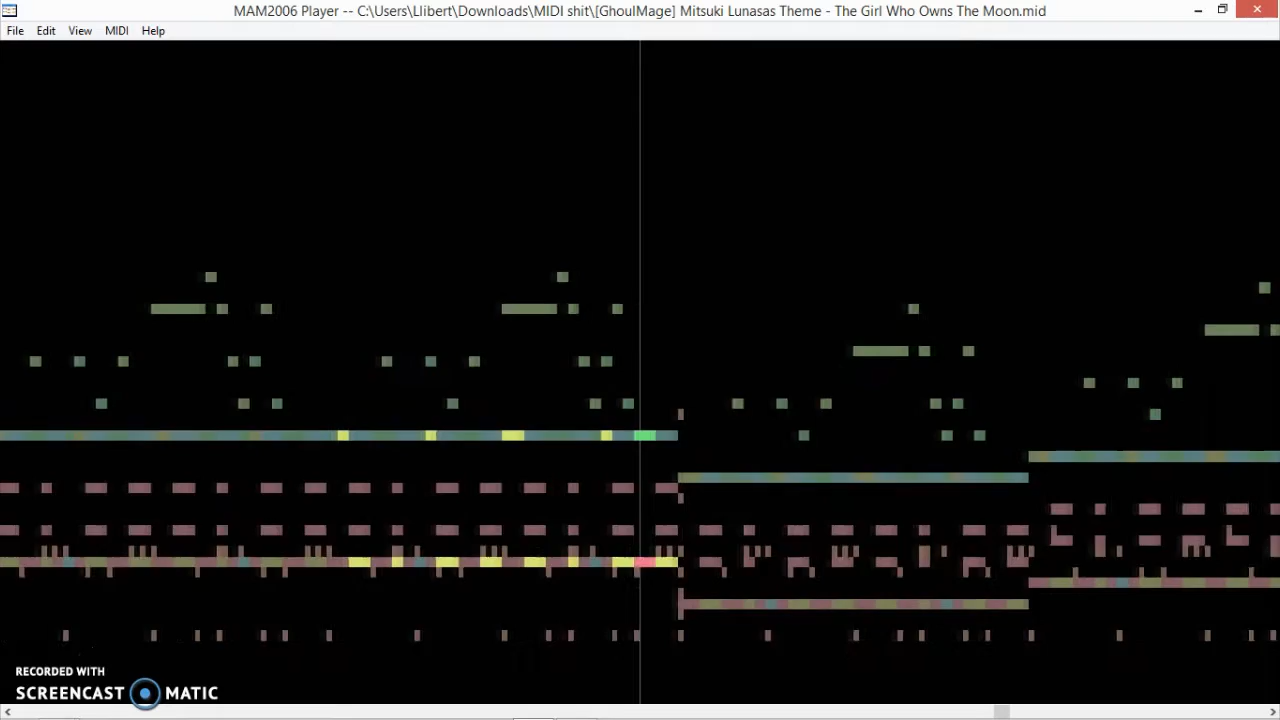 MAM2006 Player -- C:\Users\Llibert\Downloads\MIDI shit\[GhoulMage] Mitsuki Lunasas Theme - The Girl Who Owns The Moon.mid
File Edit View MIDI Help
RECORDED WITH
SCREENCAST MATIC